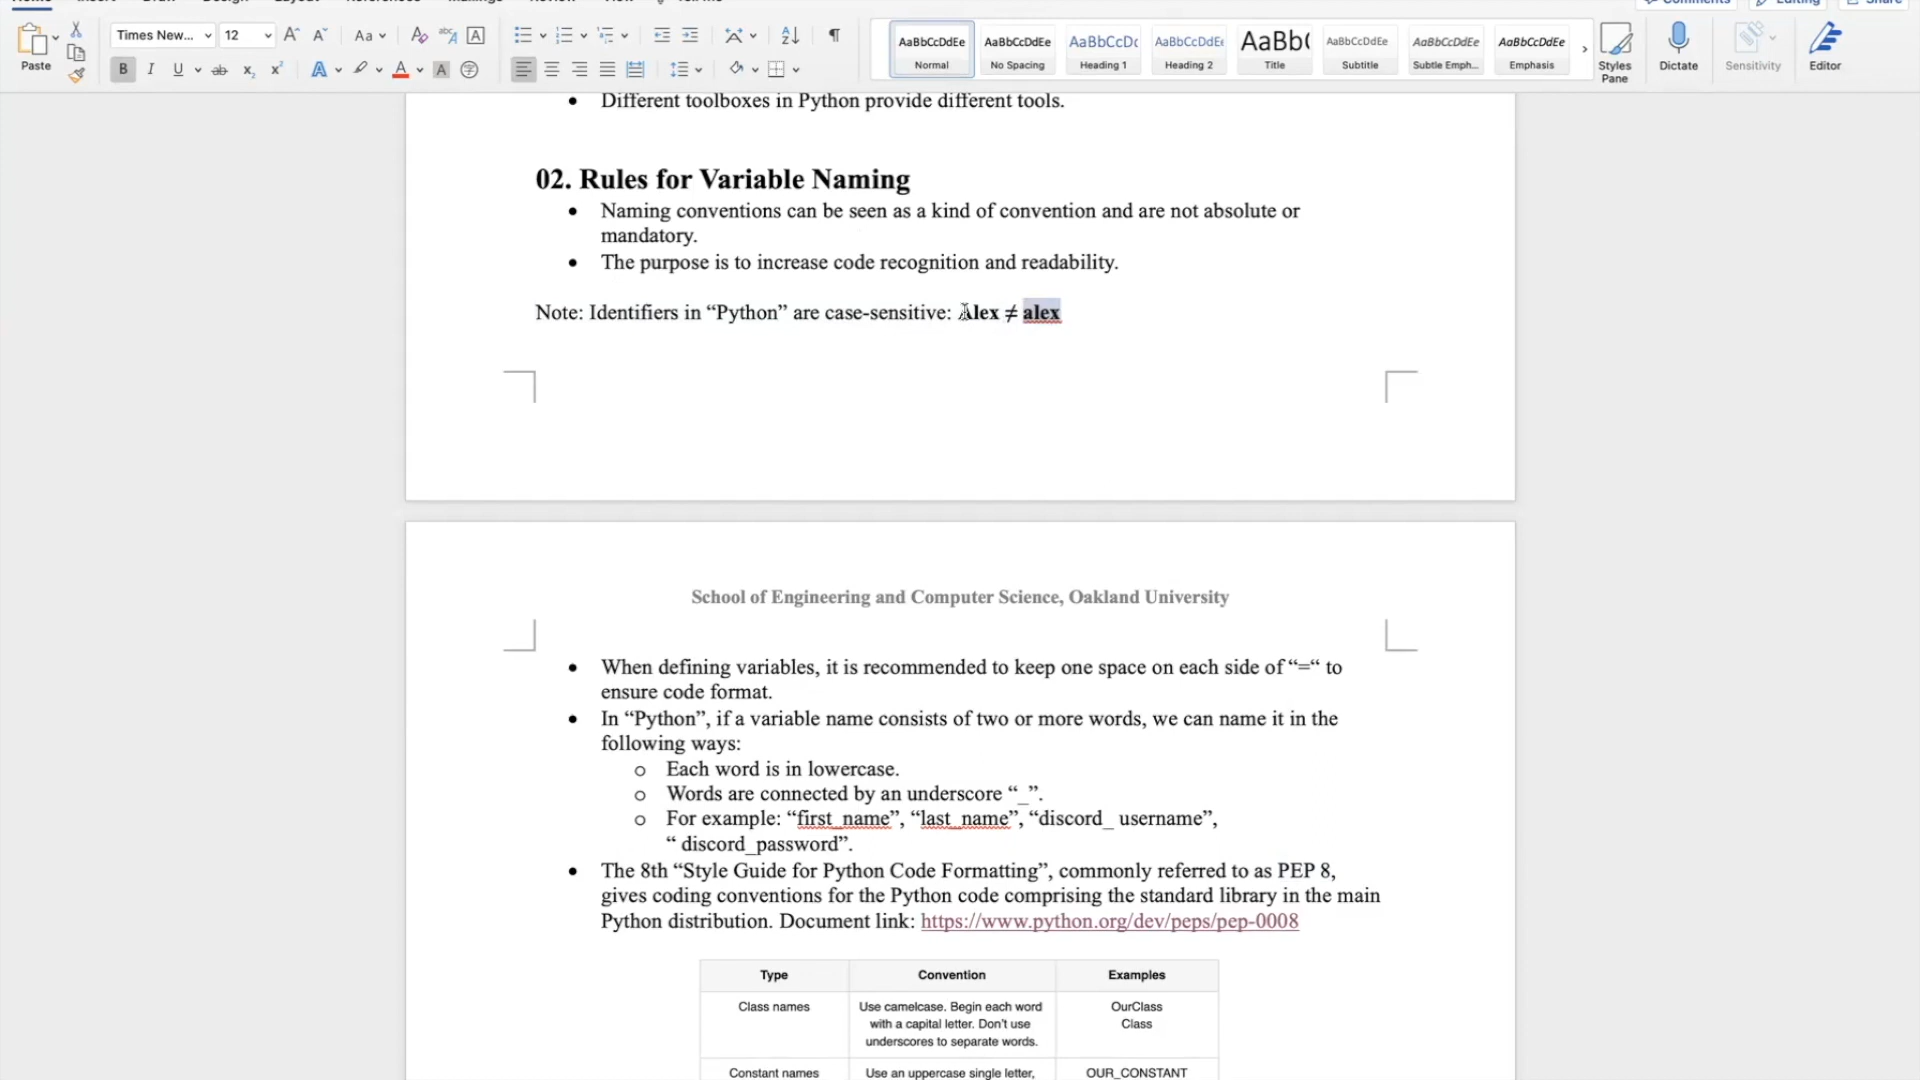 Times New...
12
Aa
Paste
B I U ab x₂ x² A A A
AaBbCcDdEe AaBbCcDdEe AaBbCcDc AaBbCcDdEe AaBb( AaBbCcDdEe AaBbCcDdEe AaBbCcDdEe
Normal No Spacing Heading 1 Heading 2 Title Subtitle Subtle Emph... Emphasis
Styles
Pane
Dictate
Sensitivity
Editor
• Different toolboxes in Python provide different tools.
02. Rules for Variable Naming
• Naming conventions can be seen as a kind of convention and are not absolute or
mandatory.
• The purpose is to increase code recognition and readability.
Note: Identifiers in “Python” are case-sensitive: Alex ≠ alex
School of Engineering and Computer Science, Oakland University
• When defining variables, it is recommended to keep one space on each side of “=“ to
ensure code format.
• In “Python”, if a variable name consists of two or more words, we can name it in the
following ways:
o Each word is in lowercase.
o Words are connected by an underscore “_”.
o For example: “first_name”, “last_name”, “discord_ username”,
“ discord_password”.
• The 8th “Style Guide for Python Code Formatting”, commonly referred to as PEP 8,
gives coding conventions for the Python code comprising the standard library in the main
Python distribution. Document link: https://www.python.org/dev/peps/pep-0008
Type Convention Examples
Class names Use camelcase. Begin each word OurClass
with a capital letter. Don't use Class
underscores to separate words.
Constant names Use an uppercase single letter, OUR_CONSTANT